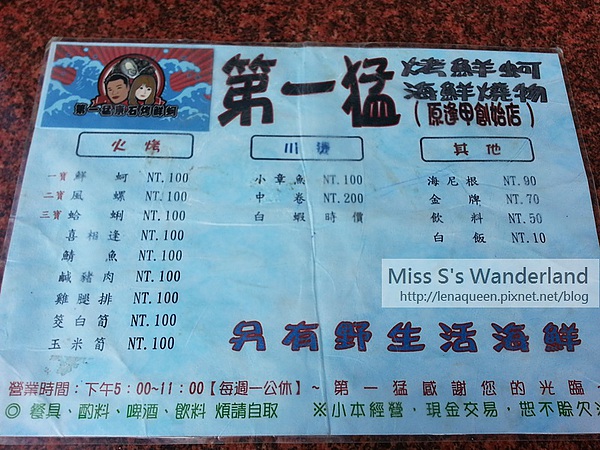 第一猛烤鮮蚵
海鮮燒物
(原逢甲創始店)
第一猛原石烤鮮蚵
火烤
一寶 鮮蚵 NT.100
二寶 風螺 NT.100
三寶 蛤蜊 NT.100
喜相逢 NT.100
鯖魚 NT.100
鹹豬肉 NT.100
雞腿排 NT.100
茭白筍 NT.100
玉米筍 NT.100
川燙
小章魚 NT.100
中卷 NT.200
白蝦 時價
其他
海尼根 NT.90
金牌 NT.70
飲料 NT.50
白飯 NT.10
Miss S's Wanderland
http://lenaqueen.pixnet.net/blog
另有野生活海鮮
營業時間：下午5：00~11：00【每週一公休】~ 第一猛感謝您的光臨 ~
◎ 餐具、酌料、啤酒、飲料 煩請自取 ※小本經營，現金交易，恕不賒欠